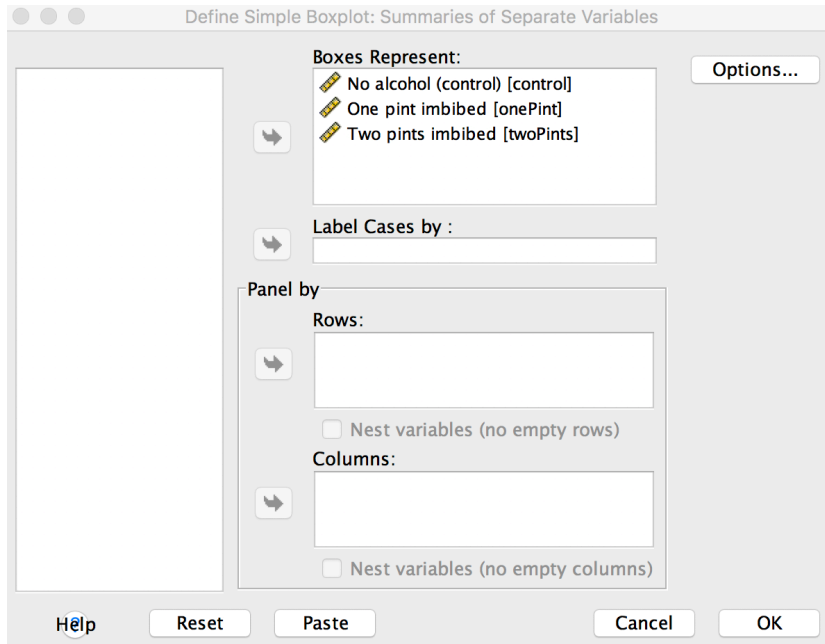 Define Simple Boxplot: Summaries of Separate Variables
Boxes Represent:
No alcohol (control) [control]
One pint imbibed [onePint]
Two pints imbibed [twoPints]
Options...
Label Cases by :
Panel by
Rows:
Nest variables (no empty rows)
Columns:
Nest variables (no empty columns)
Help
Reset
Paste
Cancel
OK